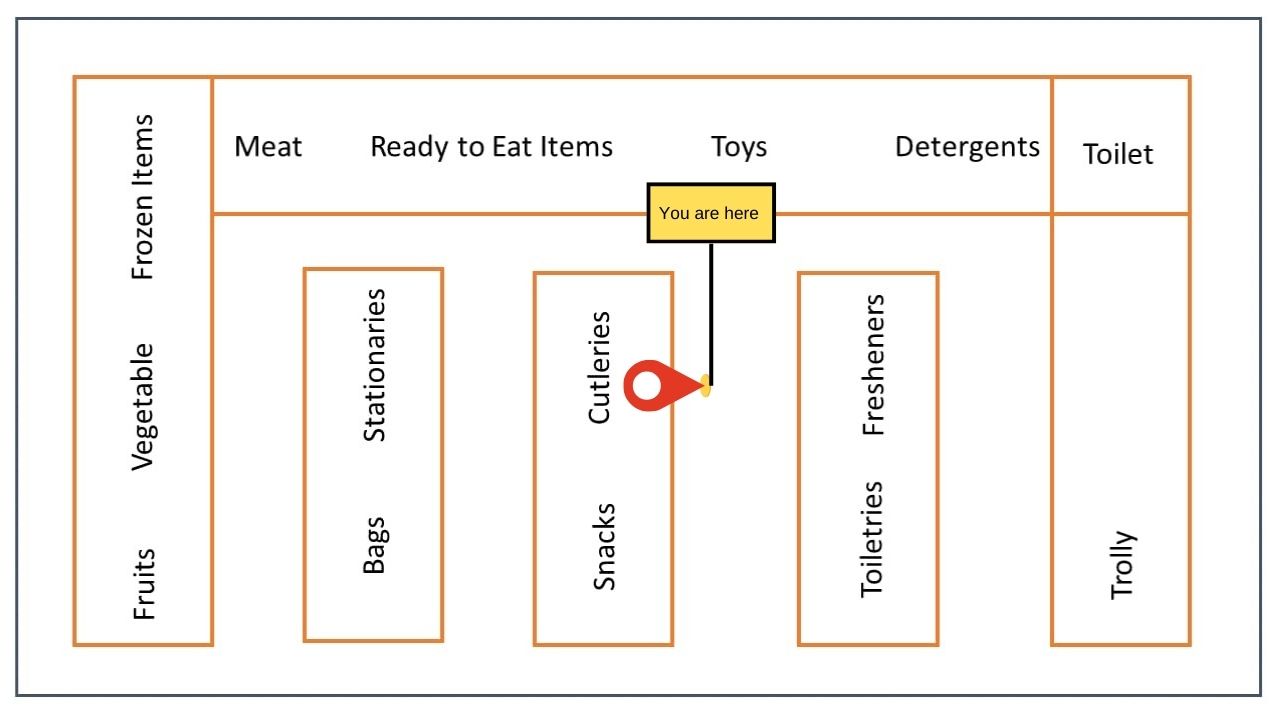 Meat
Ready to Eat Items
Toys
Detergents
Toilet
You are here
Frozen Items
Vegetable
Fruits
Stationaries
Bags
Cutleries
Snacks
Fresheners
Toiletries
Trolly